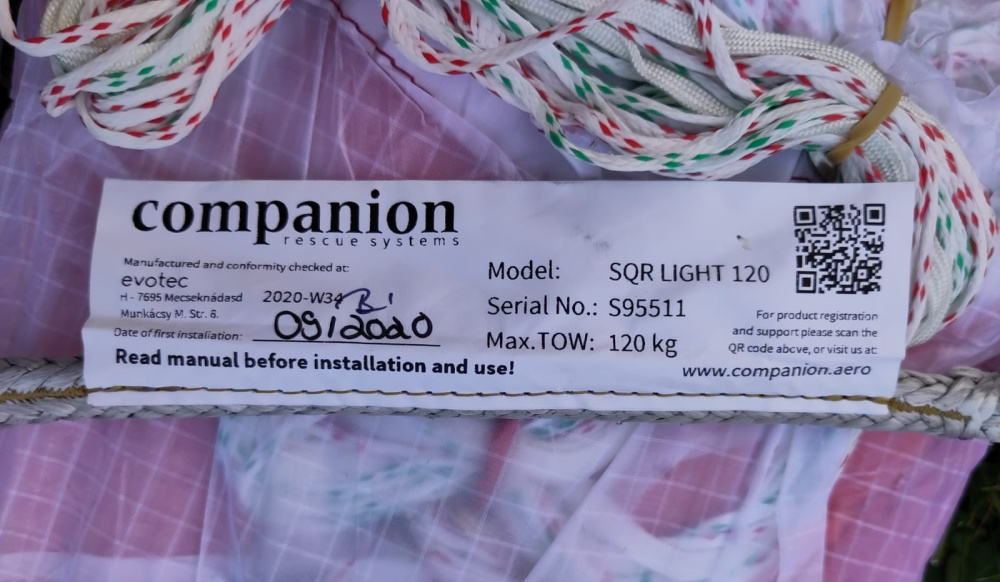 companion
rescue systems
Manufactured and conformity checked at:
evotec
H - 7695 Mecseknádasd
Munkácsy M. Str. 6.
2020-W34
Date of first installation: 09/2020
Read manual before installation and use!
Model: SQR LIGHT 120
Serial No.: S95511
Max.TOW: 120 kg
For product registration
and support please scan the
QR code above, or visit us at:
www.companion.aero